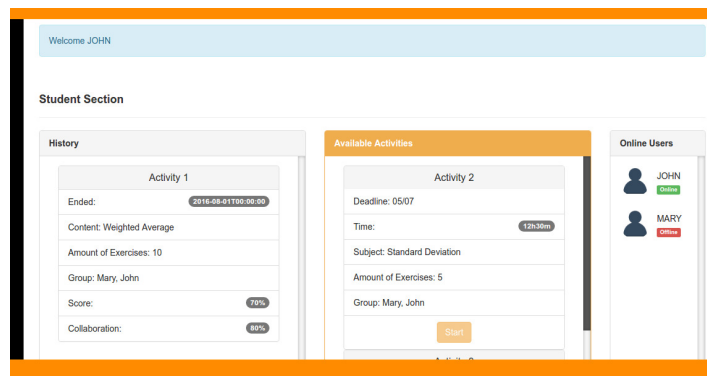 Welcome JOHN
Student Section
History
Activity 1
Ended: 2016-08-01T00:00:00
Content: Weighted Average
Amount of Exercises: 10
Group: Mary, John
Score: 70%
Collaboration: 80%
Available Activities
Activity 2
Deadline: 05/07
Time: 12h30m
Subject: Standard Deviation
Amount of Exercises: 5
Group: Mary, John
Start
Online Users
JOHN
Online
MARY
Offline